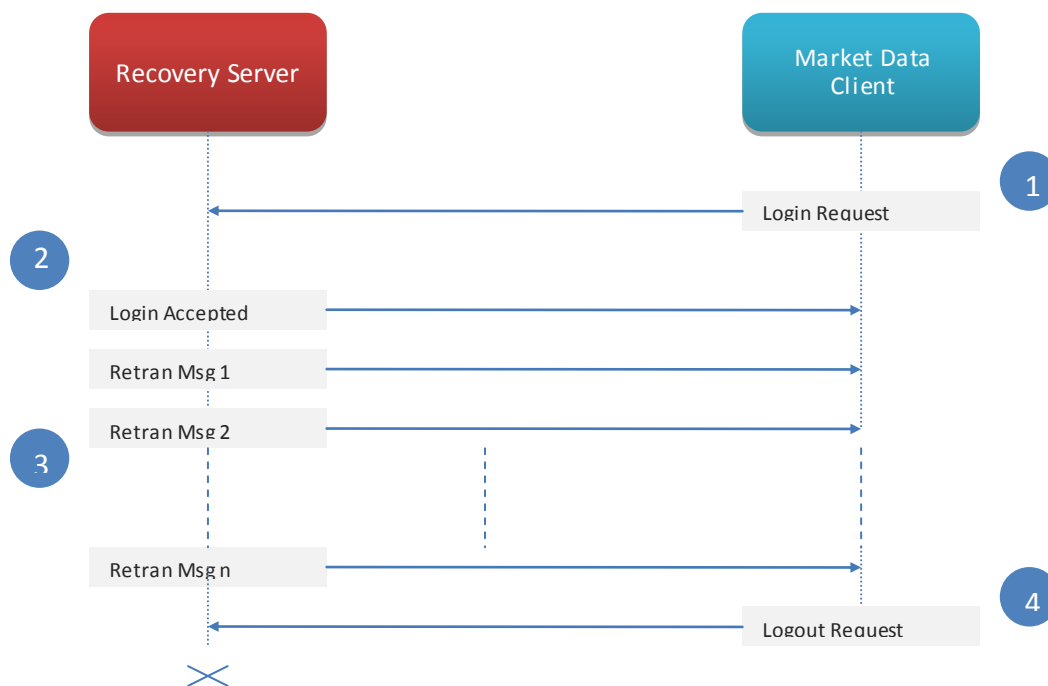 Recovery Server
Market Data
Client
1
Login Request
2
Login Accepted
Retran Msg 1
Retran Msg 2
3
Retran Msg n
4
Logout Request